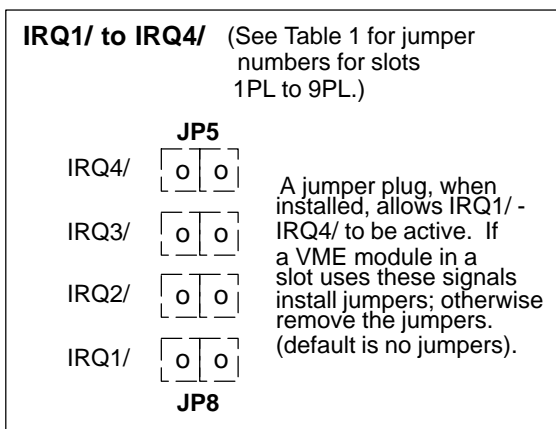 IRQ1/ to IRQ4/ (See Table 1 for jumper
numbers for slots
1PL to 9PL.)
JP5
IRQ4/ o o
IRQ3/ o o
IRQ2/ o o
IRQ1/ o o
JP8
A jumper plug, when
installed, allows IRQ1/ -
IRQ4/ to be active. If
a VME module in a
slot uses these signals
install jumpers; otherwise
remove the jumpers.
(default is no jumpers).